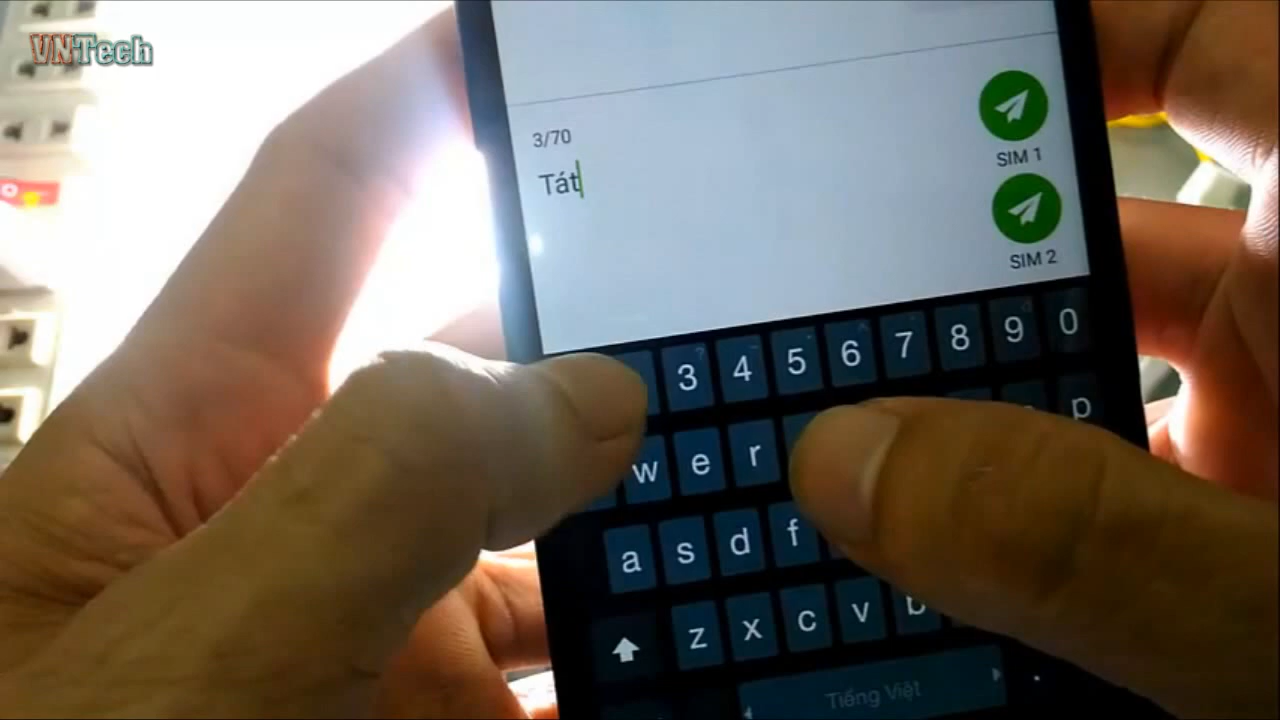 VNTech
3/70
Tát
SIM 1
SIM 2
3 4 5 6 7 8 9 0
w e r p
a s d f
z x c v b
Tiếng Việt